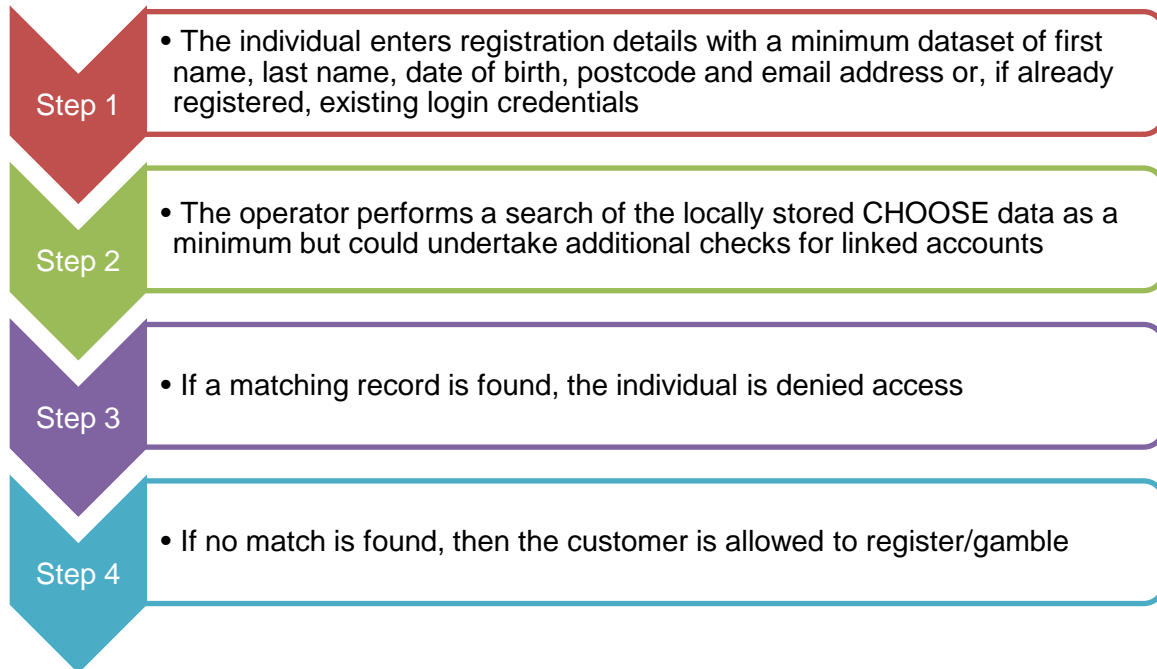 Step 1
• The individual enters registration details with a minimum dataset of first
name, last name, date of birth, postcode and email address or, if already
registered, existing login credentials
Step 2
• The operator performs a search of the locally stored CHOOSE data as a
minimum but could undertake additional checks for linked accounts
Step 3
• If a matching record is found, the individual is denied access
Step 4
• If no match is found, then the customer is allowed to register/gamble